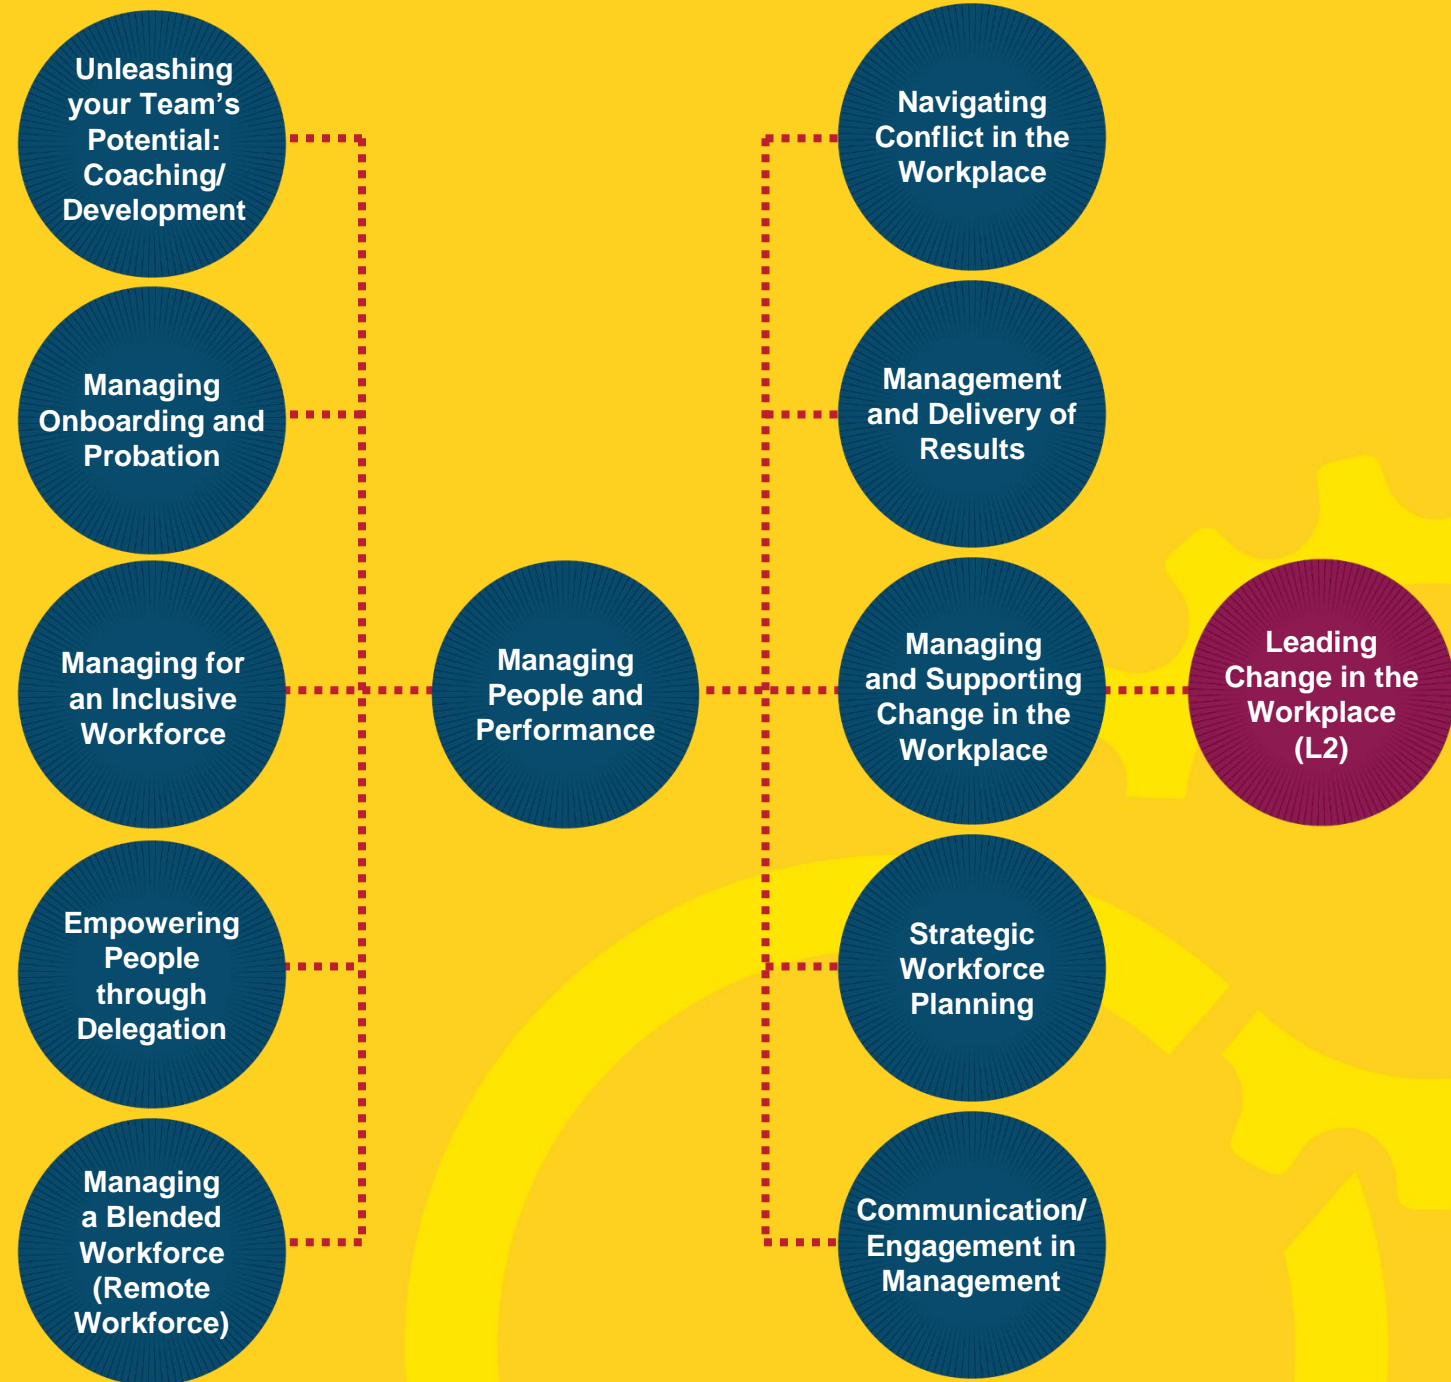 Unleashing
your Team’s
Potential:
Coaching/
Development
Managing
Onboarding and
Probation
Managing for
an Inclusive
Workforce
Empowering
People
through
Delegation
Managing
a Blended
Workforce
(Remote
Workforce)
Managing
People and
Performance
Navigating
Conflict in the
Workplace
Management
and Delivery of
Results
Managing
and Supporting
Change in the
Workplace
Strategic
Workforce
Planning
Communication/
Engagement in
Management
Leading
Change in the
Workplace
(L2)